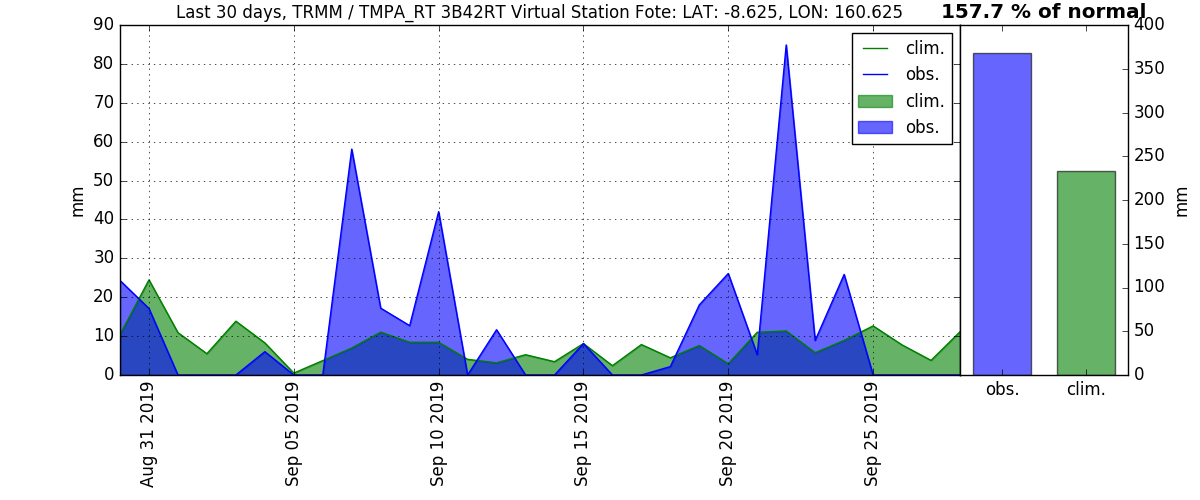 Last 30 days, TRMM / TMPA_RT 3B42RT Virtual Station Fote: LAT: -8.625, LON: 160.625
157.7 % of normal
90
80
70
60
50
40
30
20
10
0
mm
clim.
obs.
clim.
obs.
Aug 31 2019
Sep 05 2019
Sep 10 2019
Sep 15 2019
Sep 20 2019
Sep 25 2019
400
350
300
250
200
150
100
50
0
mm
obs.
clim.